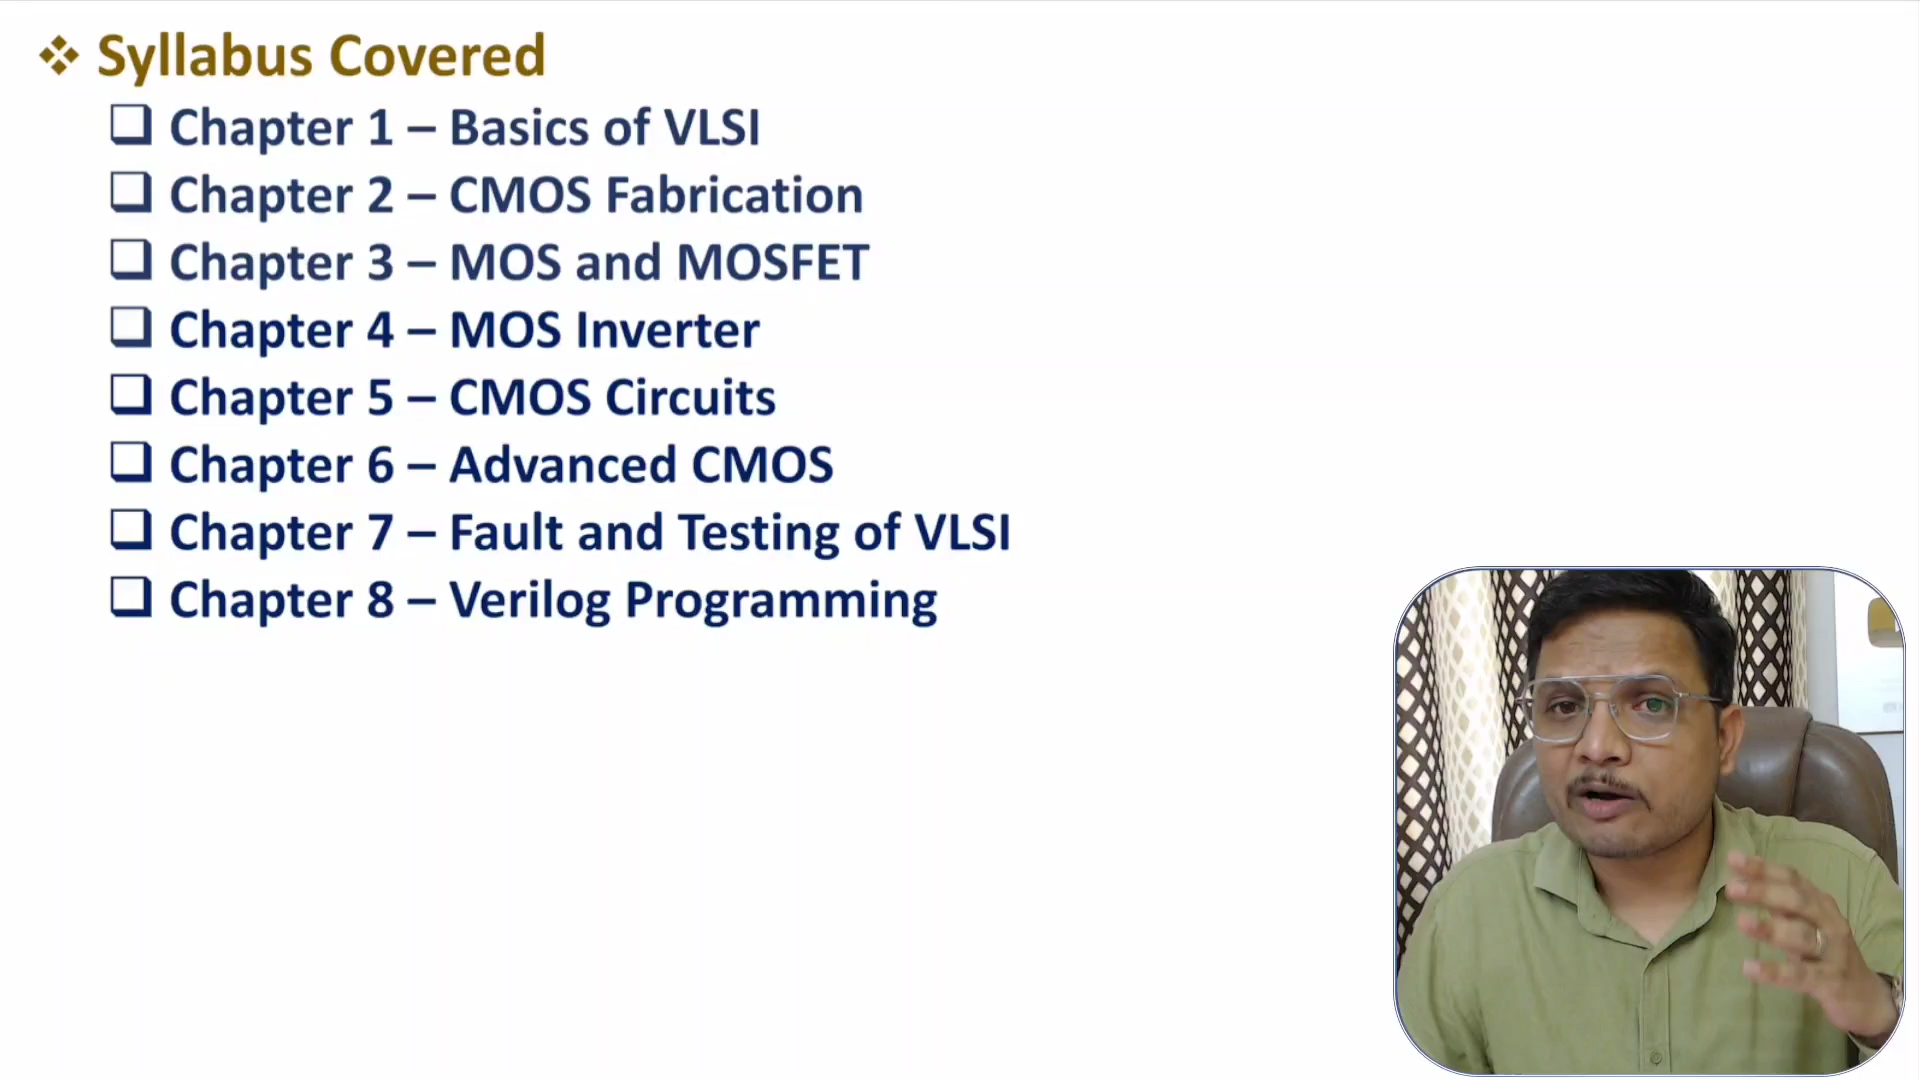 Syllabus Covered
Chapter 1 – Basics of VLSI
Chapter 2 – CMOS Fabrication
Chapter 3 – MOS and MOSFET
Chapter 4 – MOS Inverter
Chapter 5 – CMOS Circuits
Chapter 6 – Advanced CMOS
Chapter 7 – Fault and Testing of VLSI
Chapter 8 – Verilog Programming